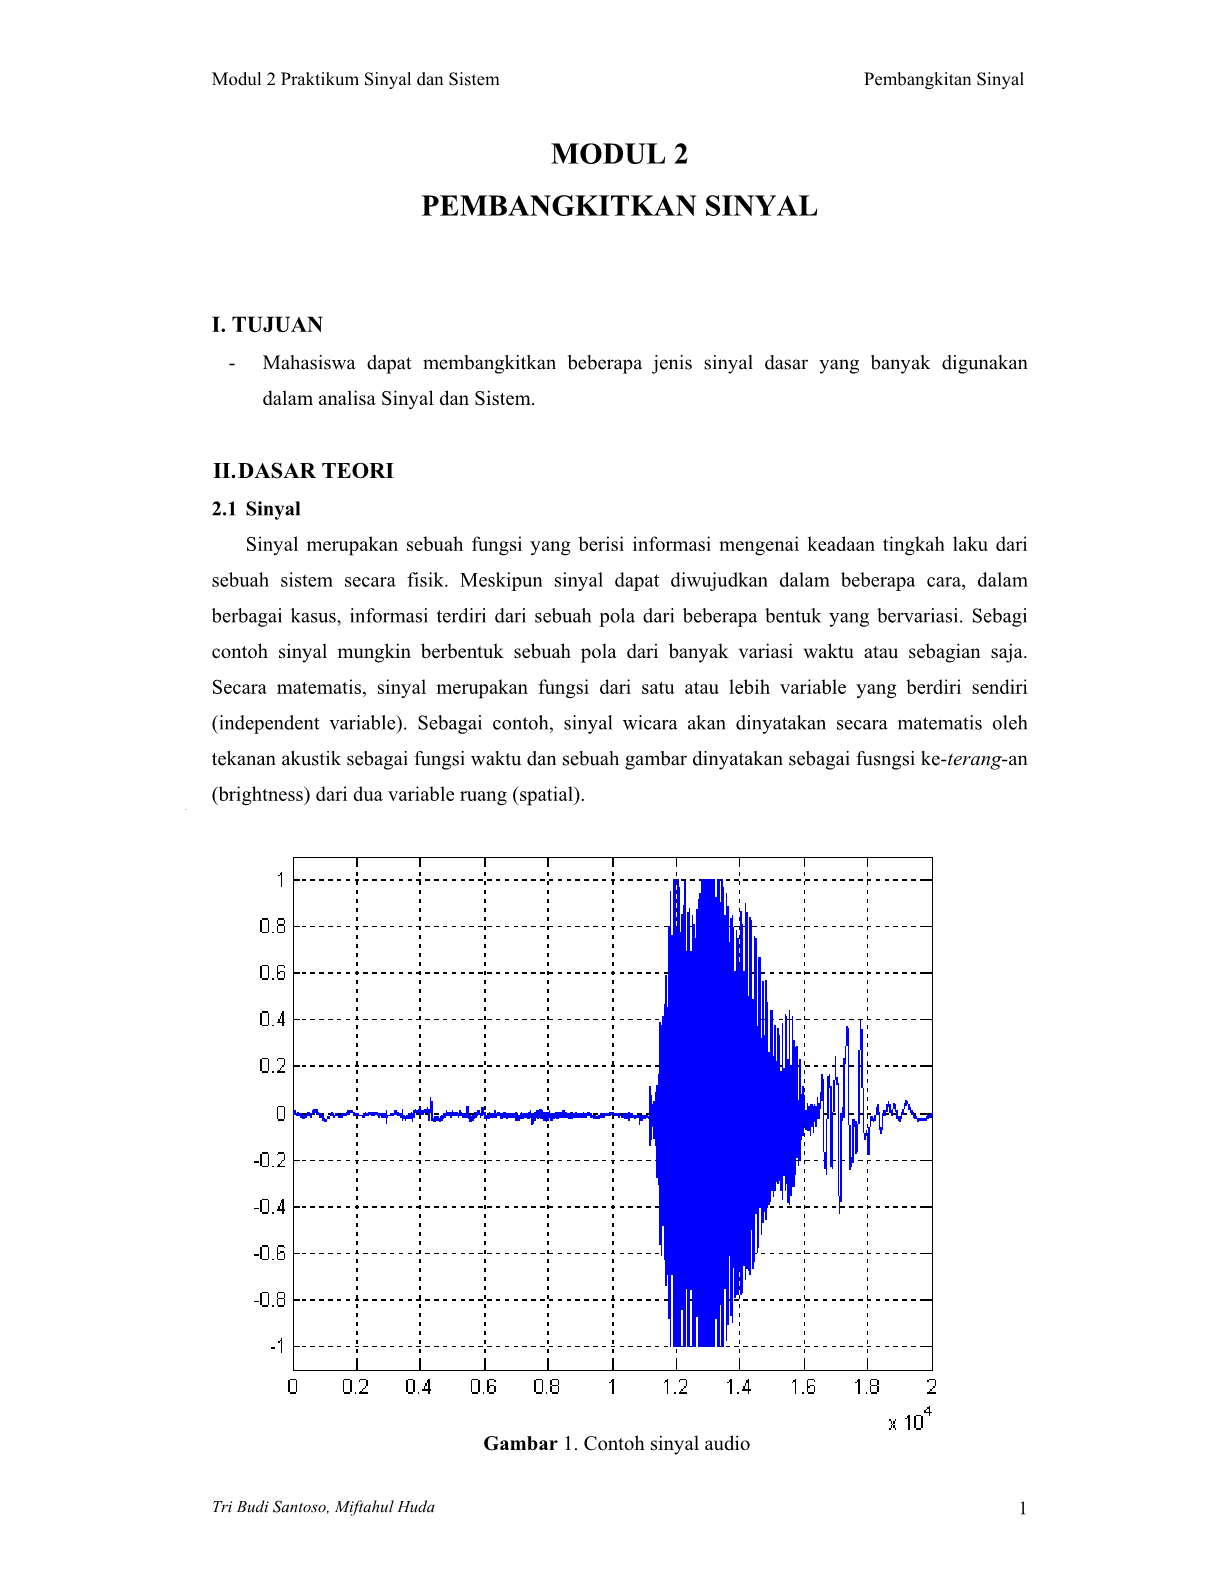 Modul 2 Praktikum Sinyal dan Sistem Pembangkitan Sinyal
MODUL 2
PEMBANGKITKAN SINYAL
I. TUJUAN
- Mahasiswa dapat membangkitkan beberapa jenis sinyal dasar yang banyak digunakan
dalam analisa Sinyal dan Sistem.
II.DASAR TEORI
2.1 Sinyal
Sinyal merupakan sebuah fungsi yang berisi informasi mengenai keadaan tingkah laku dari
sebuah sistem secara fisik. Meskipun sinyal dapat diwujudkan dalam beberapa cara, dalam
berbagai kasus, informasi terdiri dari sebuah pola dari beberapa bentuk yang bervariasi. Sebagi
contoh sinyal mungkin berbentuk sebuah pola dari banyak variasi waktu atau sebagian saja.
Secara matematis, sinyal merupakan fungsi dari satu atau lebih variable yang berdiri sendiri
(independent variable). Sebagai contoh, sinyal wicara akan dinyatakan secara matematis oleh
tekanan akustik sebagai fungsi waktu dan sebuah gambar dinyatakan sebagai fusngsi ke-terang-an
(brightness) dari dua variable ruang (spatial).
1
0.8
0.6
0.4
0.2
0
-0.2
-0.4
-0.6
-0.8
-1
0 0.2 0.4 0.6 0.8 1 1.2 1.4 1.6 1.8 2
x 10^4
Gambar 1. Contoh sinyal audio
Tri Budi Santoso, Miftahul Huda 1